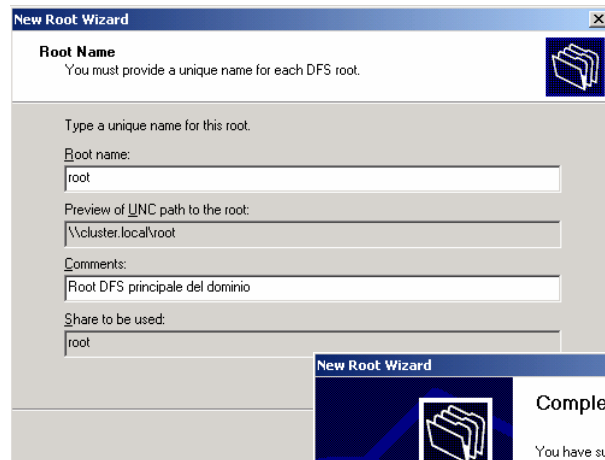 New Root Wizard
Root Name
You must provide a unique name for each DFS root.
Type a unique name for this root.
Root name:
root
Preview of UNC path to the root:
\\cluster.local\root
Comments:
Root DFS principale del dominio
Share to be used:
root
New Root Wizard
Comple
You have su